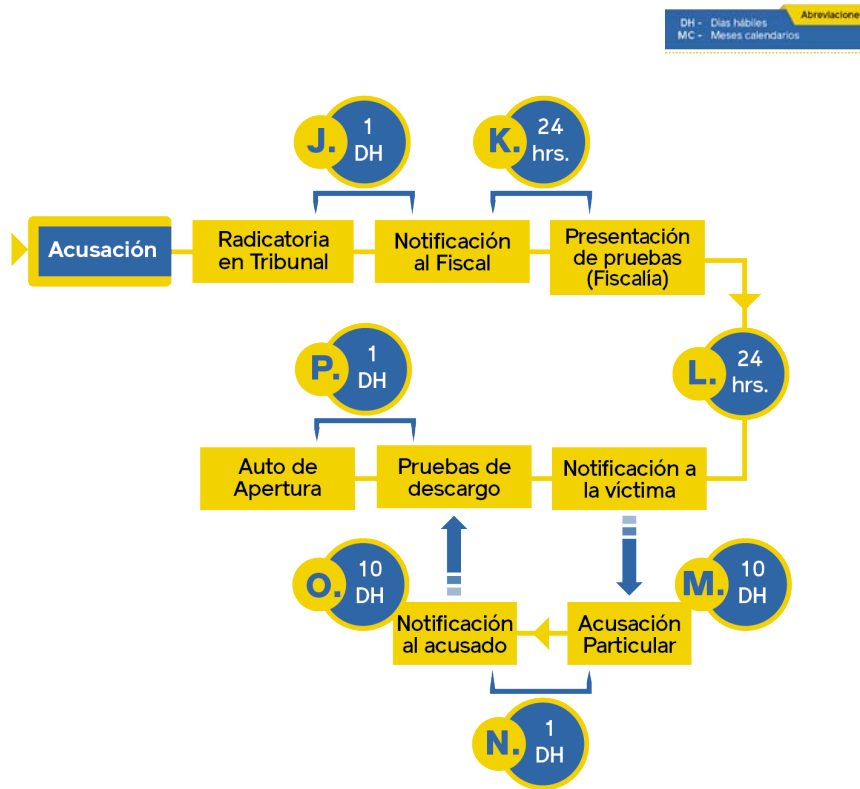 Abreviaciones
DH - Dias hábiles
MC - Meses calendarios
J.
1
DH
K.
24
hrs.
Acusación
Radicatoria
en Tribunal
Notificación
al Fiscal
Presentación
de pruebas
(Fiscalía)
L.
24
hrs.
P.
1
DH
Auto de
Apertura
Pruebas de
descargo
Notificación a
la víctima
O.
10
DH
M.
10
DH
Notificación
al acusado
Acusación
Particular
N.
1
DH